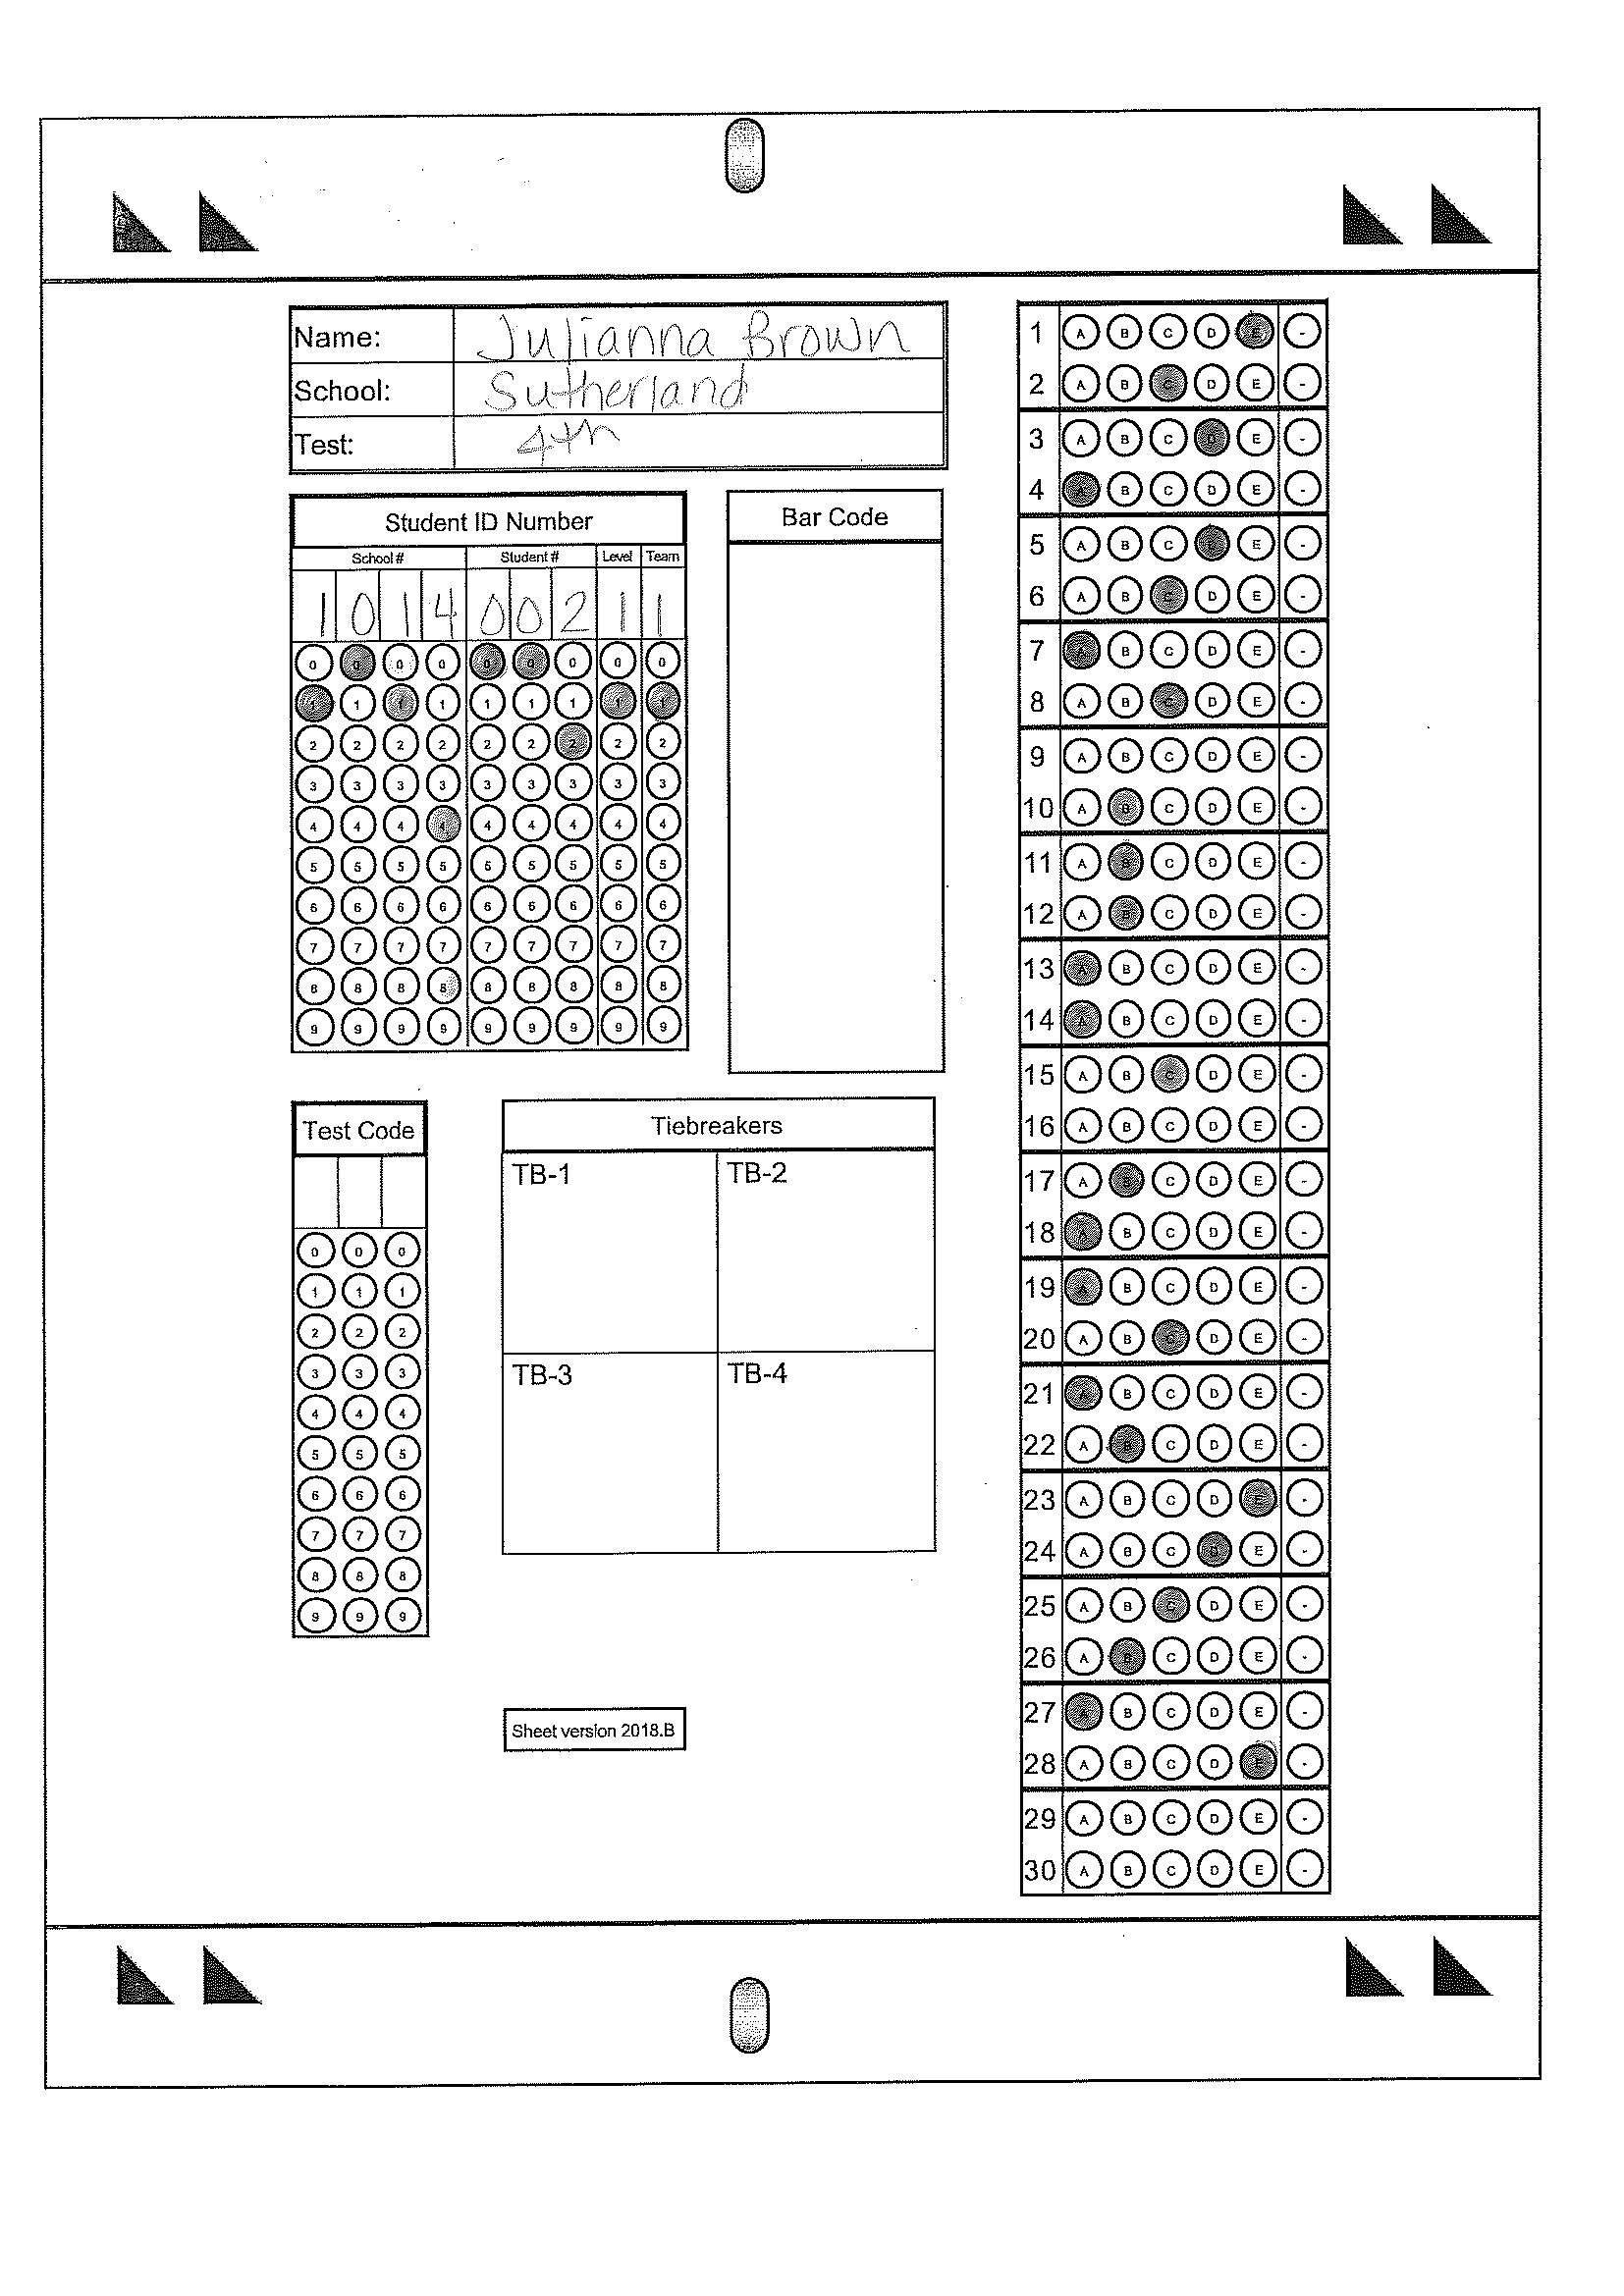 Name: Julianna Brown
School: Sutherland
Test: 4th
Student ID Number
School # Student # Level Team
1 0 1 4 0 0 2 1 1
0 0 0 0 0 0 0 0 0
1 1 1 1 1 1 1 1 1
2 2 2 2 2 2 2 2 2
3 3 3 3 3 3 3 3 3
4 4 4 4 4 4 4 4 4
5 5 5 5 5 5 5 5 5
6 6 6 6 6 6 6 6 6
7 7 7 7 7 7 7 7 7
8 8 8 8 8 8 8 8 8
9 9 9 9 9 9 9 9 9
Bar Code
Test Code
0 0 0
1 1 1
2 2 2
3 3 3
4 4 4
5 5 5
6 6 6
7 7 7
8 8 8
9 9 9
Tiebreakers
TB-1 TB-2
TB-3 TB-4
Sheet version 2018.B
1 A B C D E -
2 A B C D E -
3 A B C D E -
4 A B C D E -
5 A B C D E -
6 A B C D E -
7 A B C D E -
8 A B C D E -
9 A B C D E -
10 A B C D E -
11 A B C D E -
12 A B C D E -
13 A B C D E -
14 A B C D E -
15 A B C D E -
16 A B C D E -
17 A B C D E -
18 A B C D E -
19 A B C D E -
20 A B C D E -
21 A B C D E -
22 A B C D E -
23 A B C D E -
24 A B C D E -
25 A B C D E -
26 A B C D E -
27 A B C D E -
28 A B C D E -
29 A B C D E -
30 A B C D E -